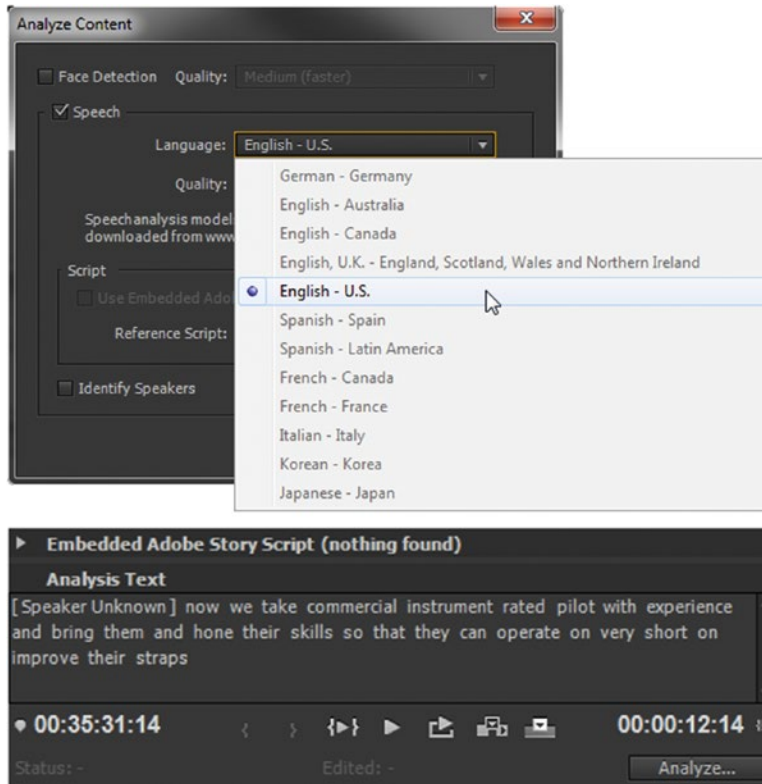 Analyze Content
Face Detection Quality: Medium (faster)
Speech
Language: English - U.S.
German - Germany
Quality:
English - Australia
Speech analysis model
English - Canada
downloaded from www
English, U.K. - England, Scotland, Wales and Northern Ireland
Script
English - U.S.
Use Embedded Ado
Spanish - Spain
Reference Script:
Spanish - Latin America
French - Canada
Identify Speakers
French - France
Italian - Italy
Korean - Korea
Japanese - Japan
Embedded Adobe Story Script (nothing found)
Analysis Text
[Speaker Unknown] now we take commercial instrument rated pilot with experience
and bring them and hone their skills so that they can operate on very short on
improve their straps
00:35:31:14 00:00:12:14
Status: - Edited: - Analyze...